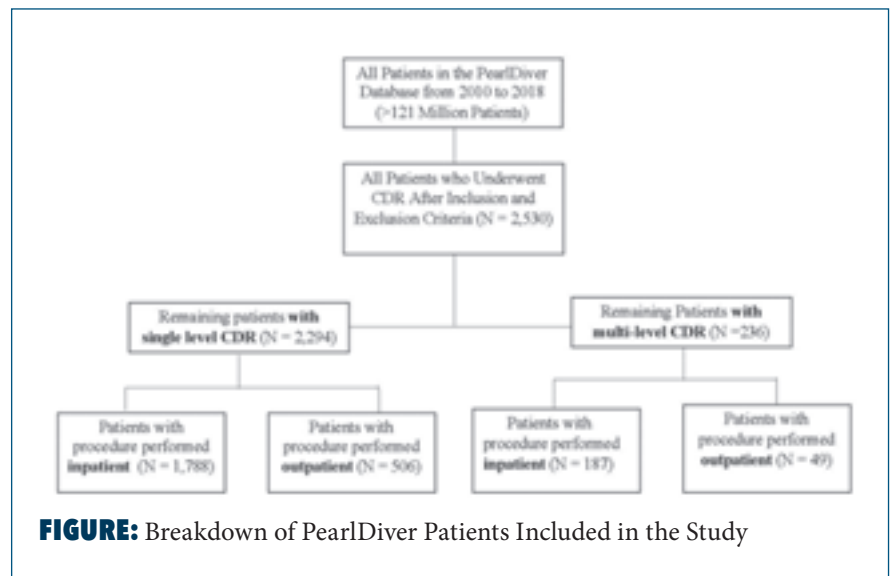 All Patients in the PearlDiver
Database from 2010 to 2018
(>121 Million Patients)
All Patients who Underwent
CDR After Inclusion and
Exclusion Criteria (N = 2,530)
Remaining patients with
single level CDR (N = 2,294)
Remaining Patients with
multi-level CDR (N =236)
Patients with
procedure performed
inpatient (N = 1,788)
Patients with
procedure performed
outpatient (N = 506)
Patients with
procedure performed
inpatient (N = 187)
Patients with
procedure performed
outpatient (N = 49)
FIGURE: Breakdown of PearlDiver Patients Included in the Study